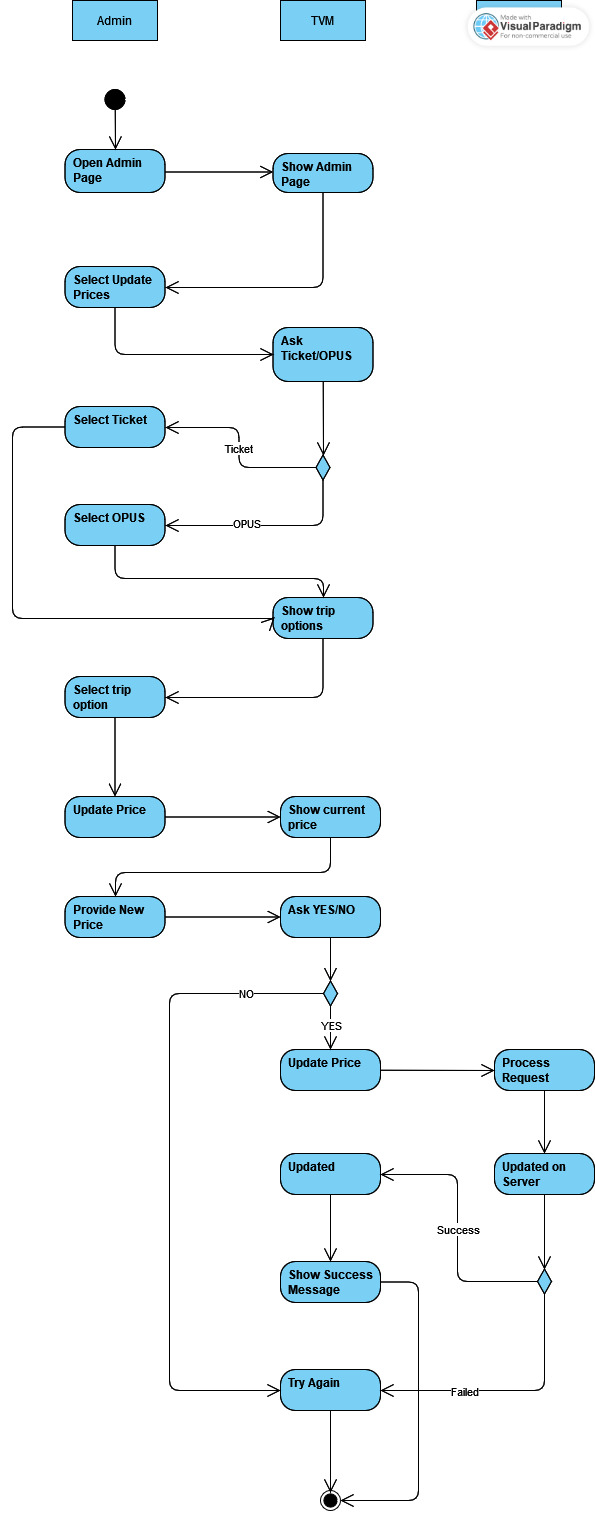 Admin
TVM
Made with
VisualParadigm
For non-commercial use
Open Admin
Page
Show Admin
Page
Select Update
Prices
Ask
Ticket/OPUS
Select Ticket
Ticket
Select OPUS
OPUS
Show trip
options
Select trip
option
Update Price
Show current
price
Provide New
Price
Ask YES/NO
NO
YES
Update Price
Process
Request
Updated
Updated on
Server
Success
Show Success
Message
Try Again
Failed